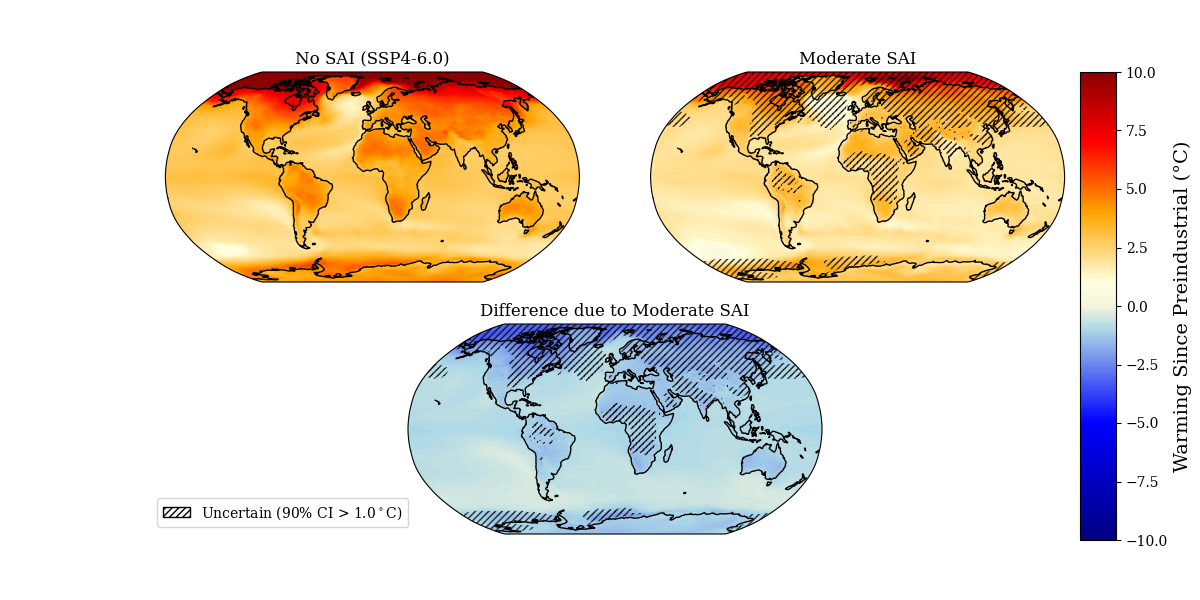 No SAI (SSP4-6.0)
Moderate SAI
Difference due to Moderate SAI
Uncertain (90% CI > 1.0°C)
10.0
7.5
5.0
2.5
0.0
−2.5
−5.0
−7.5
−10.0
Warming Since Preindustrial (°C)